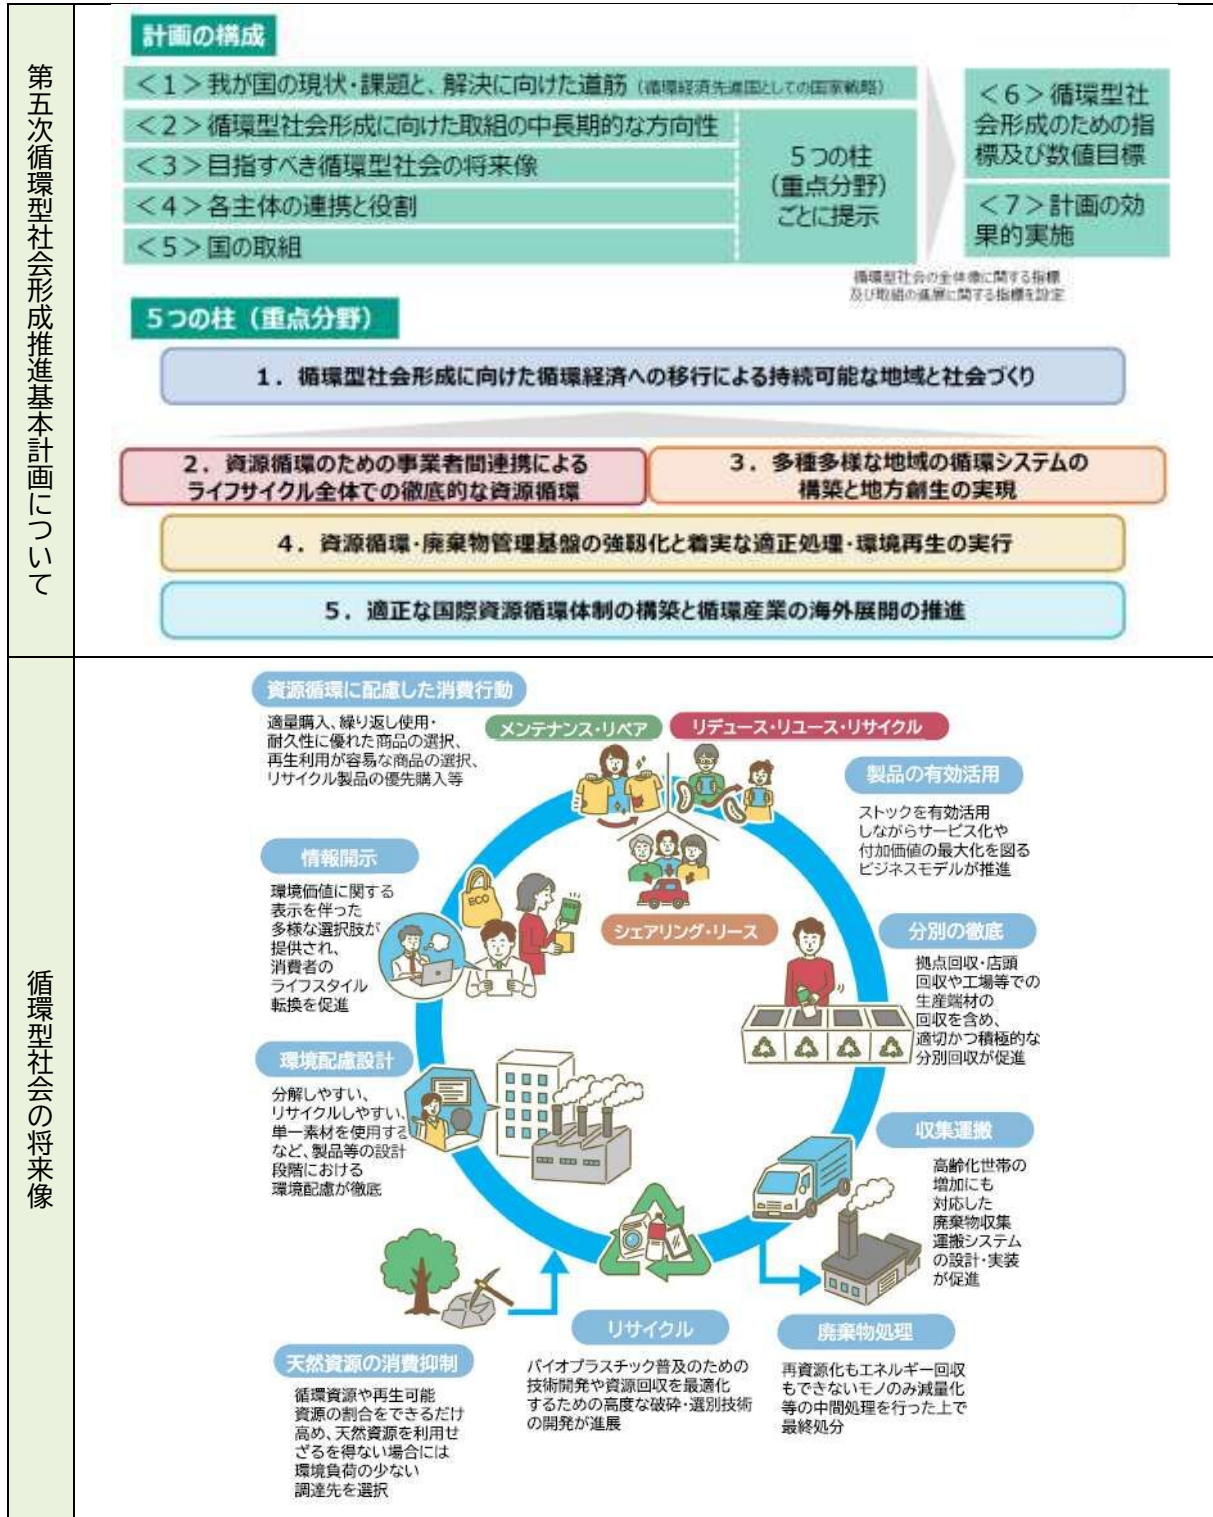 第五次循環型社会形成推進基本計画について
計画の構成
＜1＞我が国の現状・課題と、解決に向けた道筋（循環経済先進国としての国家戦略）
＜2＞循環型社会形成に向けた取組の中長期的な方向性
＜3＞目指すべき循環型社会の将来像
＜4＞各主体の連携と役割
＜5＞国の取組
5つの柱
（重点分野）
ごとに提示
＜6＞循環型社
会形成のための指
標及び数値目標
＜7＞計画の効
果的実施
循環型社会の全体像に関する指標
及び取組の進展に関する指標を設定
5つの柱（重点分野）
1．循環型社会形成に向けた循環経済への移行による持続可能な地域と社会づくり
2．資源循環のための事業者間連携による
ライフサイクル全体での徹底的な資源循環
3．多種多様な地域の循環システムの
構築と地方創生の実現
4．資源循環・廃棄物管理基盤の強靱化と着実な適正処理・環境再生の実行
5．適正な国際資源循環体制の構築と循環産業の海外展開の推進
循環型社会の将来像
資源循環に配慮した消費行動
適量購入、繰り返し使用・
耐久性に優れた商品の選択、
再生利用が容易な商品の選択、
リサイクル製品の優先購入等
メンテナンス・リペア
リデュース・リユース・リサイクル
製品の有効活用
ストックを有効活用
しながらサービス化や
付加価値の最大化を図る
ビジネスモデルが推進
情報開示
環境価値に関する
表示を伴った
多様な選択肢が
提供され、
消費者の
ライフスタイル
転換を促進
ECO
シェアリング・リース
分別の徹底
拠点回収・店頭
回収や工場等での
生産端材の
回収を含め、
適切かつ積極的な
分別回収が促進
環境配慮設計
分解しやすい、
リサイクルしやすい、
単一素材を使用する
など、製品等の設計
段階における
環境配慮が徹底
収集運搬
高齢化世帯の
増加にも
対応した
廃棄物収集
運搬システム
の設計・実装
が促進
天然資源の消費抑制
循環資源や再生可能
資源の割合をできるだけ
高め、天然資源を利用せ
ざるを得ない場合には
環境負荷の少ない
調達先を選択
リサイクル
バイオプラスチック普及のための
技術開発や資源回収を最適化
するための高度な破砕・選別技術
の開発が進展
廃棄物処理
再資源化もエネルギー回収
もできないモノのみ減量化
等の中間処理を行った上で
最終処分